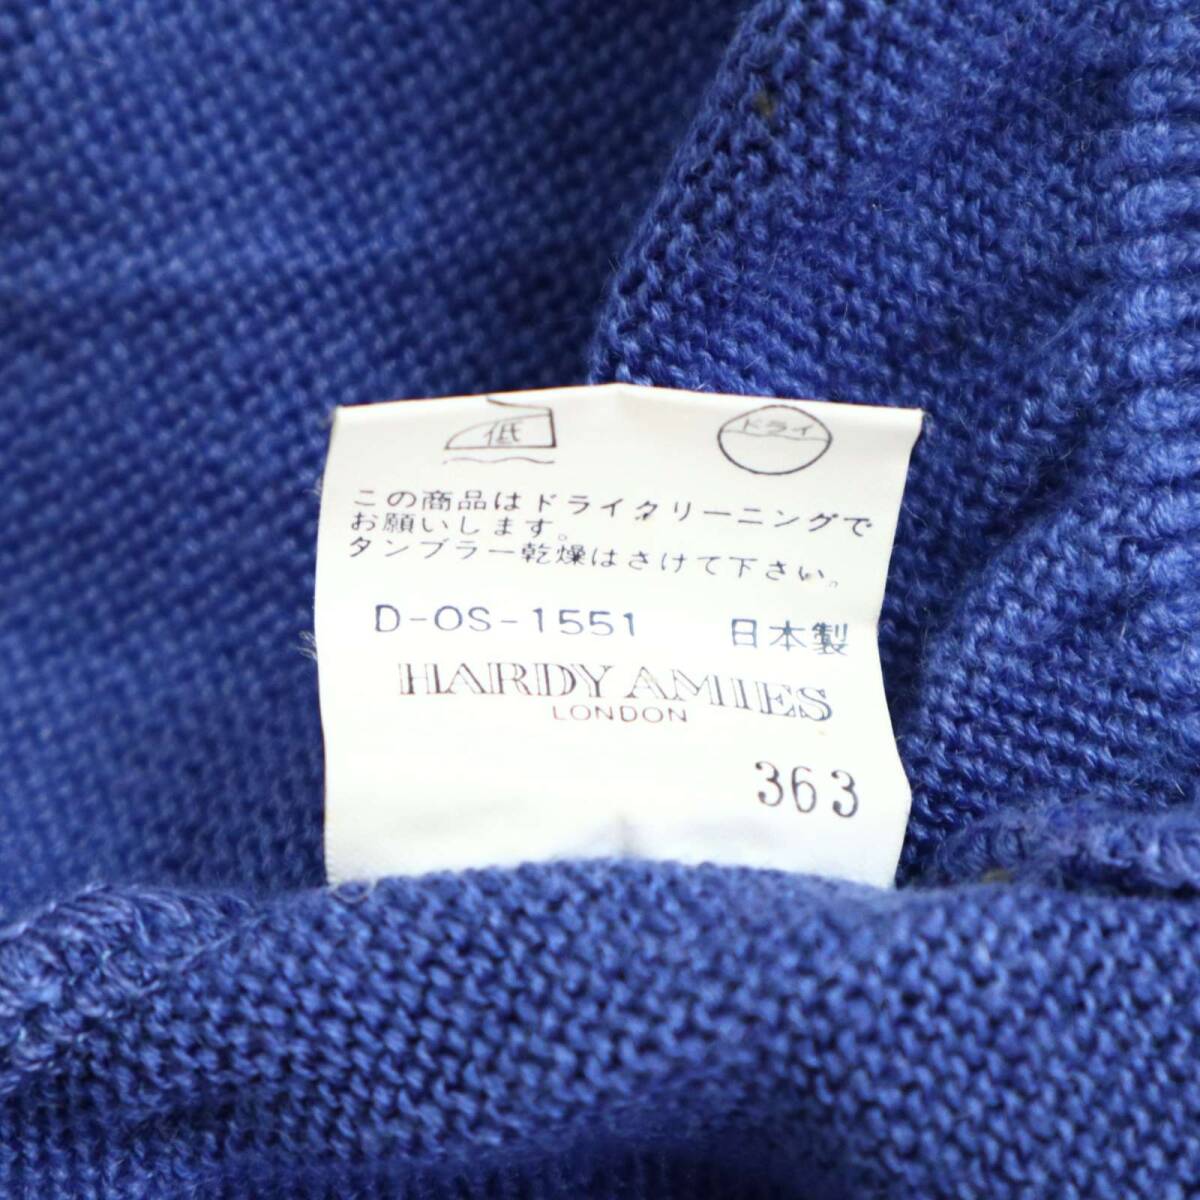 低 ドライ
この商品はドライクリーニングで
お願いします。
タンブラー乾燥はさけて下さい。
D-OS-1551 日本製
HARDY AMIES
LONDON
363